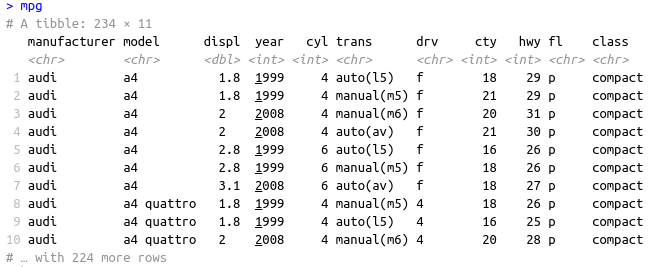 > mpg
# A tibble: 234 × 11
   manufacturer model      displ  year   cyl trans      drv     cty   hwy fl    class
   <chr>        <chr>      <dbl> <int> <int> <chr>      <chr> <int> <int> <chr> <chr>
 1 audi         a4           1.8  1999     4 auto(l5)   f        18    29 p     compact
 2 audi         a4           1.8  1999     4 manual(m5) f        21    29 p     compact
 3 audi         a4           2    2008     4 manual(m6) f        20    31 p     compact
 4 audi         a4           2    2008     4 auto(av)   f        21    30 p     compact
 5 audi         a4           2.8  1999     6 auto(l5)   f        16    26 p     compact
 6 audi         a4           2.8  1999     6 manual(m5) f        18    26 p     compact
 7 audi         a4           3.1  2008     6 auto(av)   f        18    27 p     compact
 8 audi         a4 quattro   1.8  1999     4 manual(m5) 4        18    26 p     compact
 9 audi         a4 quattro   1.8  1999     4 auto(l5)   4        16    25 p     compact
10 audi         a4 quattro   2    2008     4 manual(m6) 4        20    28 p     compact
# … with 224 more rows